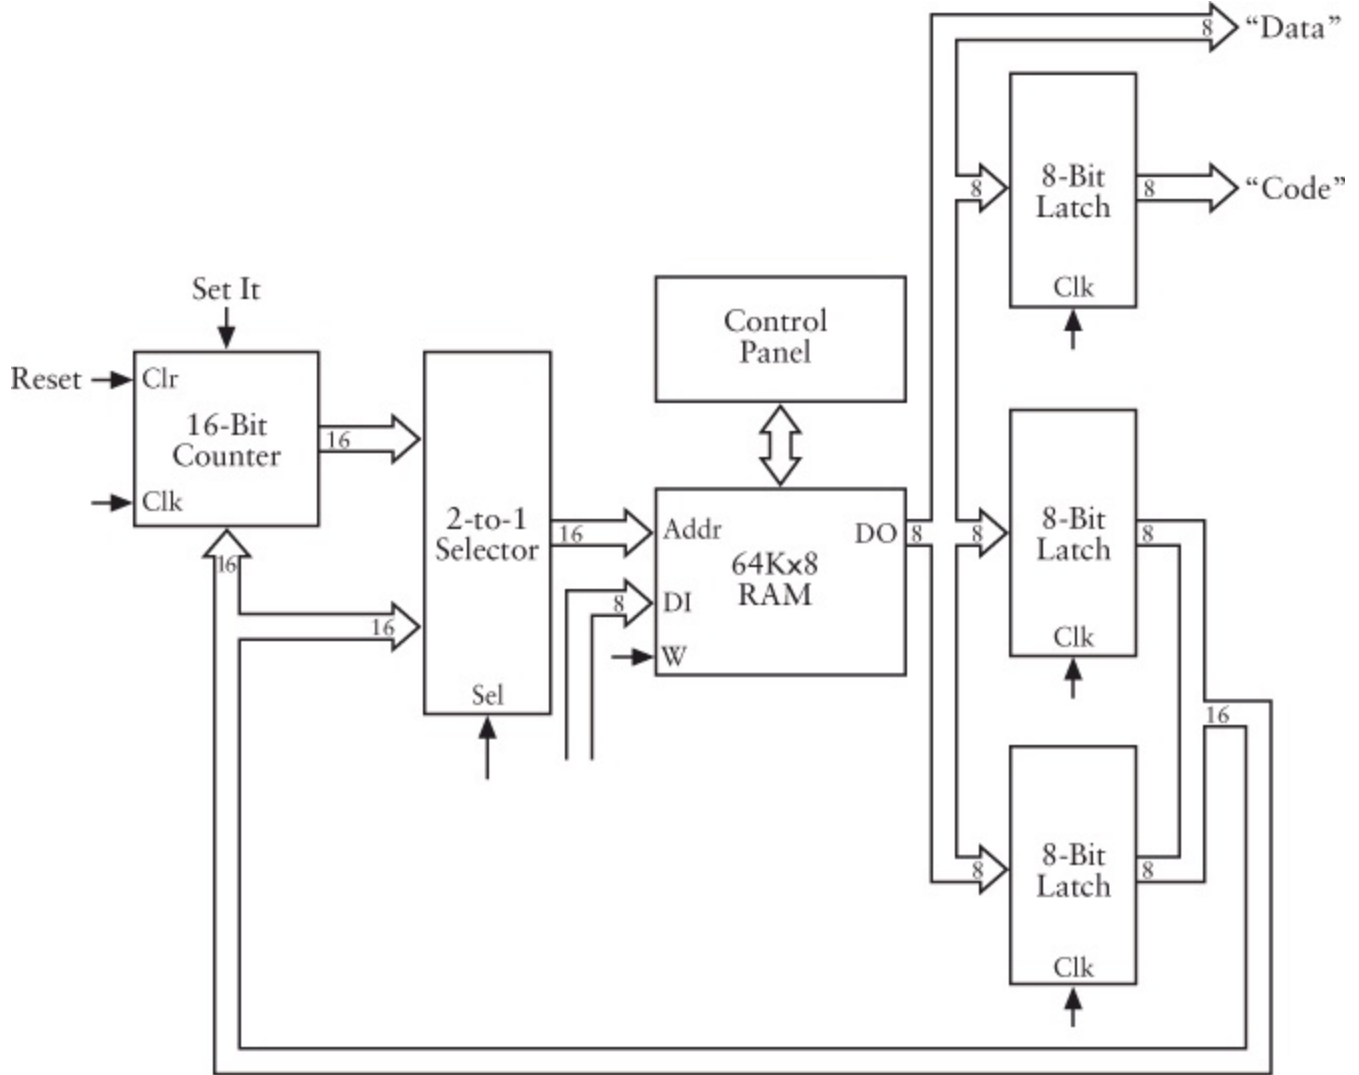 8
“Data”
8-Bit
Latch
8
8
“Code”
Clk
Set It
Control
Panel
Reset
Clr
16-Bit
Counter
16
Clk
2-to-1
Selector
16
Addr
DO
8
64K×8
RAM
8
8-Bit
Latch
8
16
8
DI
16
W
Clk
Sel
16
8-Bit
Latch
8
8
Clk